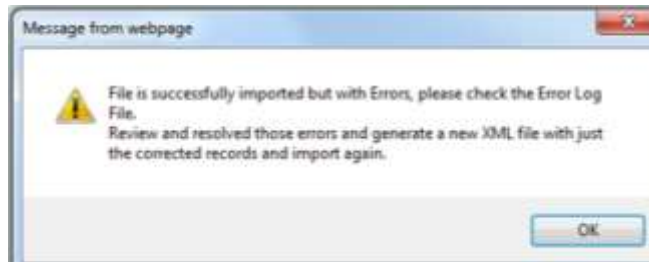 Message from webpage
File is successfully imported but with Errors, please check the Error Log
File.
Review and resolved those errors and generate a new XML file with just
the corrected records and import again.
OK